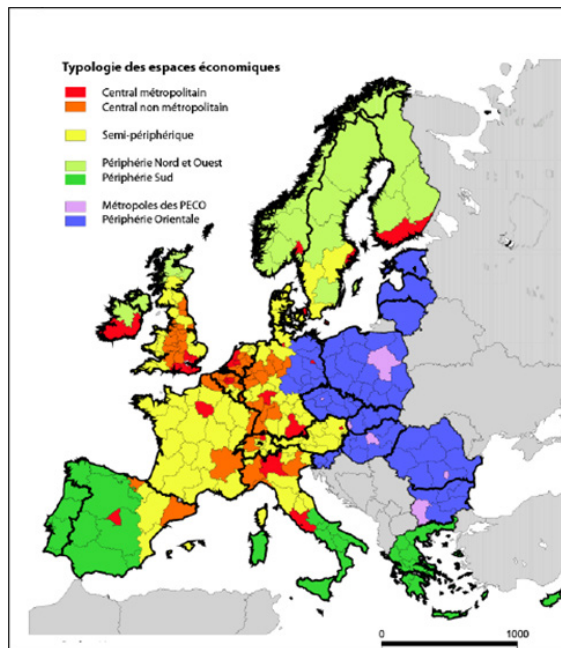 Typologie des espaces économiques
Central métropolitain
Central non métropolitain
Semi-périphérique
Périphérie Nord et Ouest
Périphérie Sud
Métropoles des PECO
Périphérie Orientale
0 1000